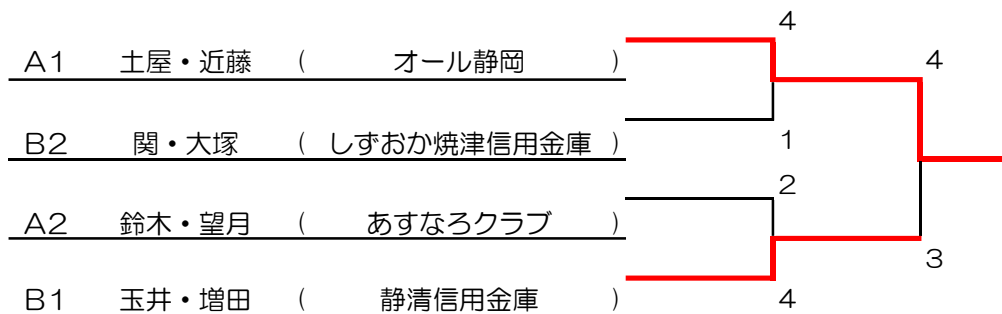 4
A1 土屋・近藤 ( オール静岡 ) 4
B2 関・大塚 ( しずおか焼津信用金庫 ) 1
2
A2 鈴木・望月 ( あすなろクラブ )
3
B1 玉井・増田 ( 静清信用金庫 ) 4